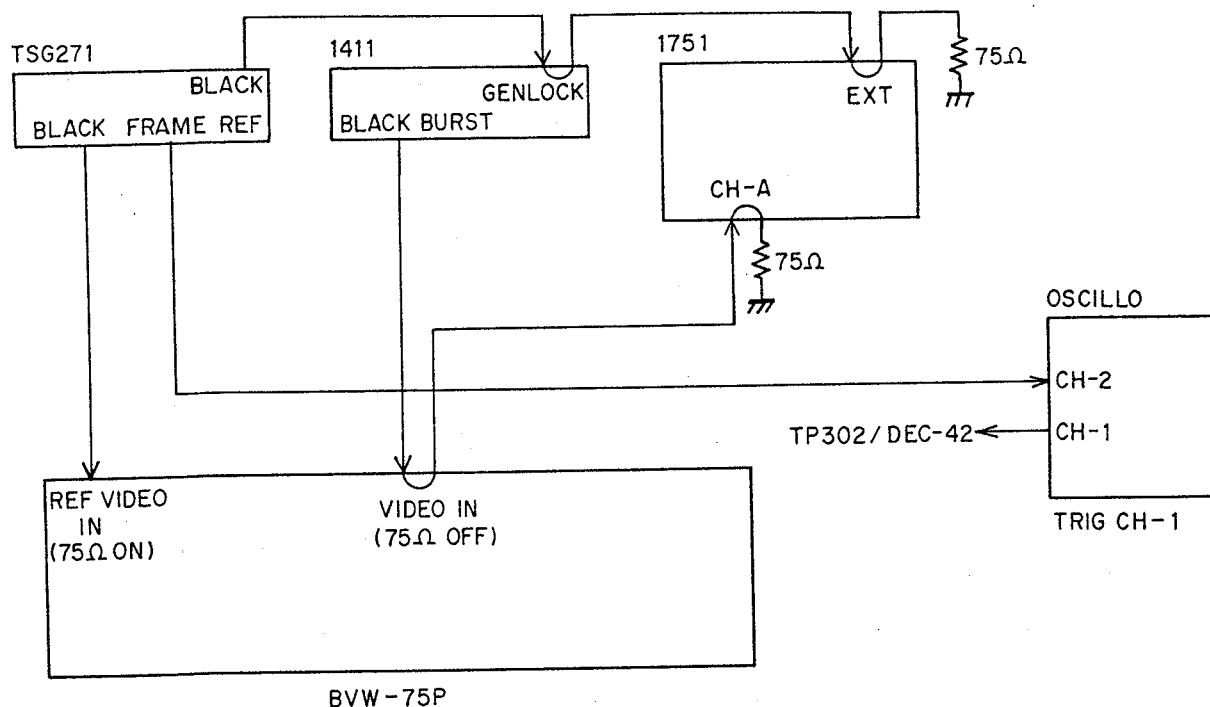 TSG271
BLACK
BLACK FRAME REF
1411
GENLOCK
BLACK BURST
1751
EXT
CH-A
75Ω
75Ω
OSCILLO
CH-2
CH-1
TP302/DEC-42
TRIG CH-1
REF VIDEO
IN
(75Ω ON)
VIDEO IN
(75Ω OFF)
BVW-75P